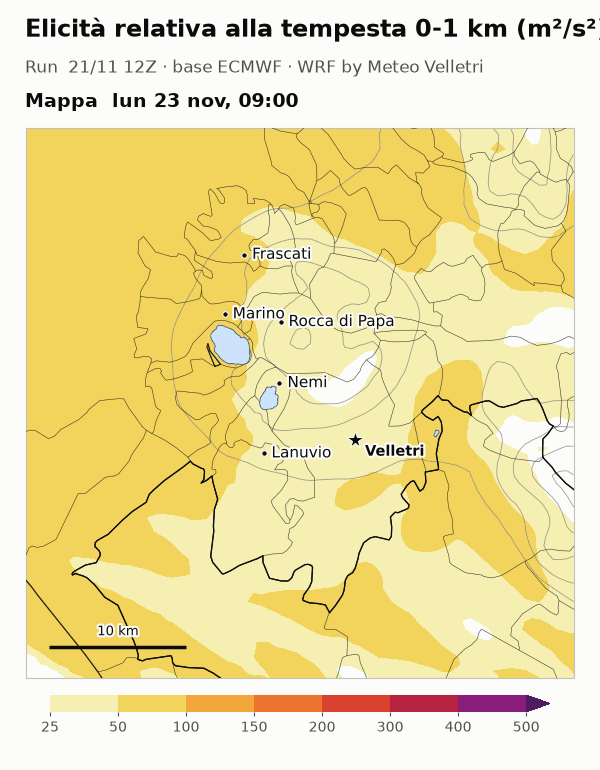 Elicità relativa alla tempesta 0-1 km (m²/s²)
Run 21/11 12Z · base ECMWF · WRF by Meteo Velletri
Mappa lun 23 nov, 09:00
Frascati
Marino
Rocca di Papa
Nemi
Velletri
Lanuvio
10 km
25 50 100 150 200 300 400 500